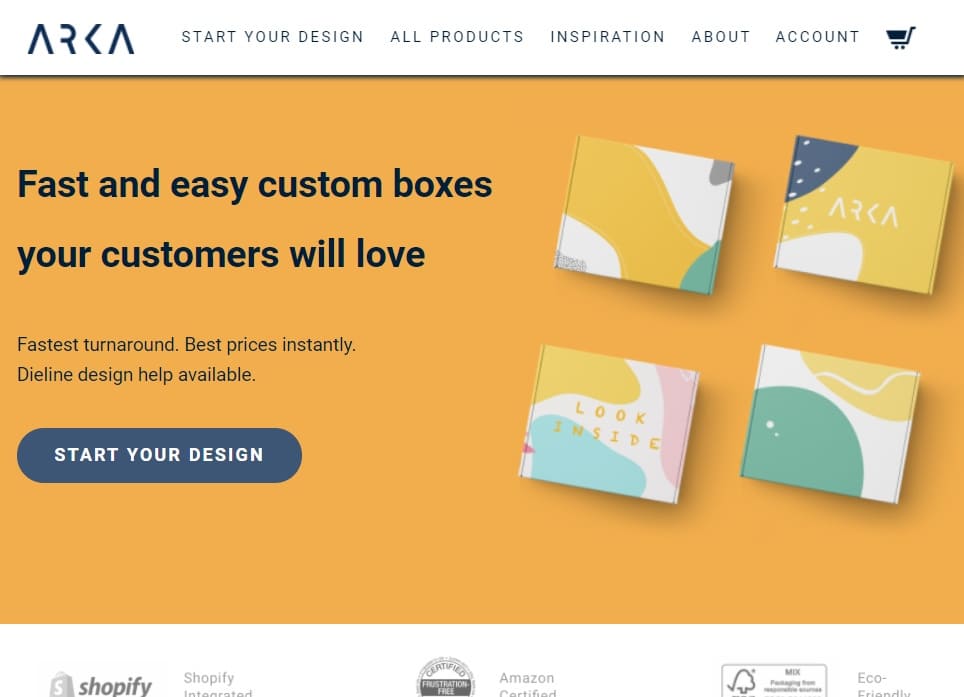 ARKA
START YOUR DESIGN
ALL PRODUCTS
INSPIRATION
ABOUT
ACCOUNT
Fast and easy custom boxes
your customers will love
Fastest turnaround. Best prices instantly.
Dieline design help available.
START YOUR DESIGN
ARKA
LOOK
INSIDE
shopify
Shopify
Integrated
CERTIFIED
FRUSTRATION-
FREE
Amazon
Certified
FSC
MIX
Packaging from
responsible sources
Eco-
Friendly